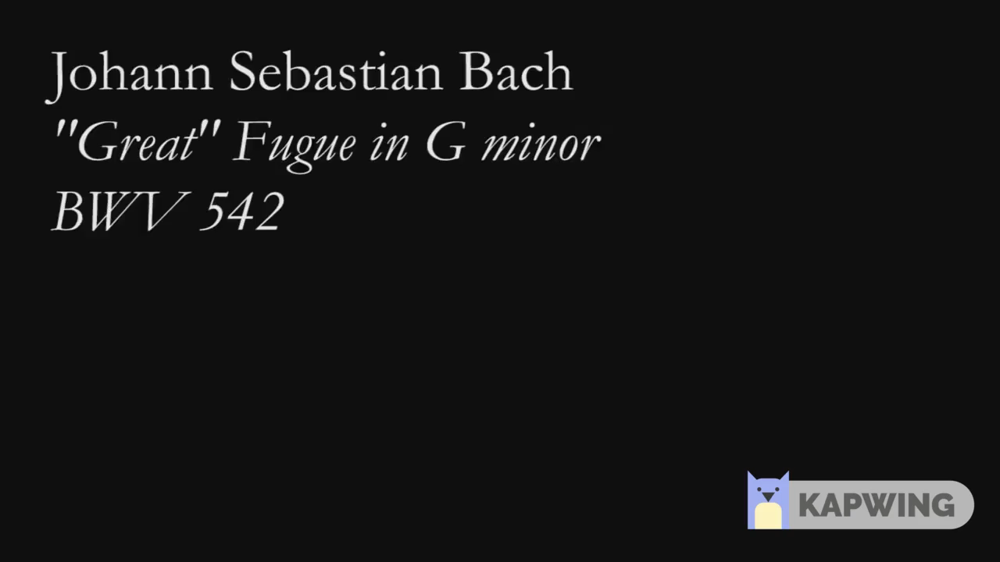 Johann Sebastian Bach
"Great" Fugue in G minor
BWV 542
KAPWING